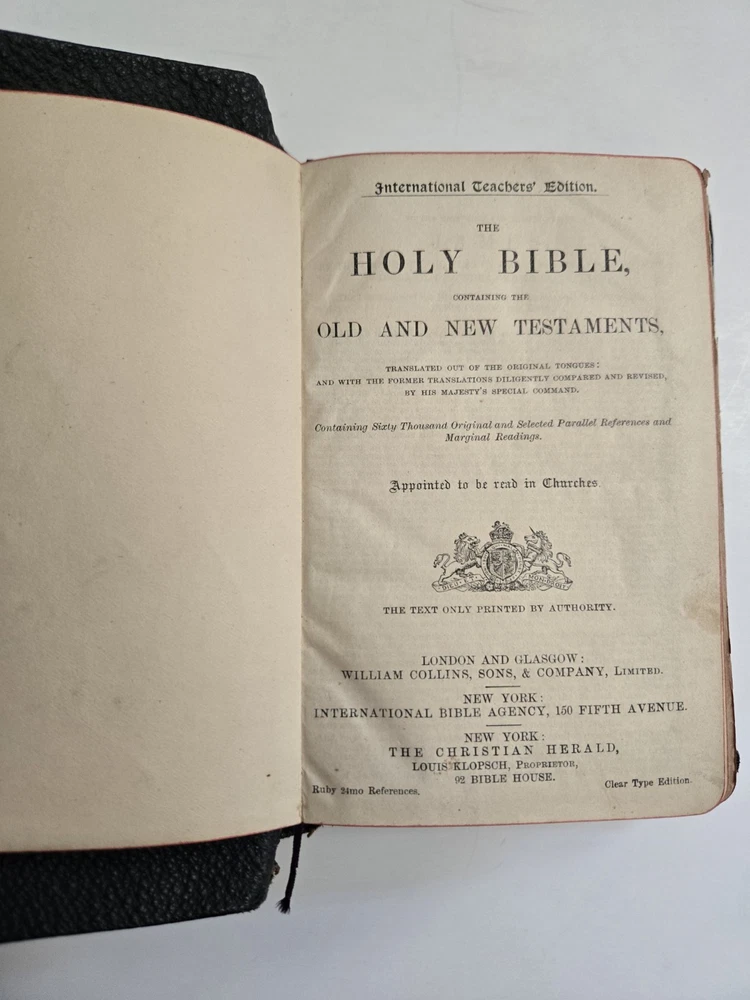 International Teachers' Edition.
THE
HOLY BIBLE,
CONTAINING THE
OLD AND NEW TESTAMENTS,
TRANSLATED OUT OF THE ORIGINAL TONGUES:
AND WITH THE FORMER TRANSLATIONS DILIGENTLY COMPARED AND REVISED,
BY HIS MAJESTY'S SPECIAL COMMAND.
Containing Sixty Thousand Original and Selected Parallel References and
Marginal Readings.
Appointed to be read in Churches.
THE TEXT ONLY PRINTED BY AUTHORITY.
LONDON AND GLASGOW:
WILLIAM COLLINS, SONS, & COMPANY, LIMITED.
NEW YORK:
INTERNATIONAL BIBLE AGENCY, 150 FIFTH AVENUE.
NEW YORK:
THE CHRISTIAN HERALD,
LOUIS KLOPSCH, PROPRIETOR,
92 BIBLE HOUSE.
Ruby 24mo References.
Clear Type Edition.